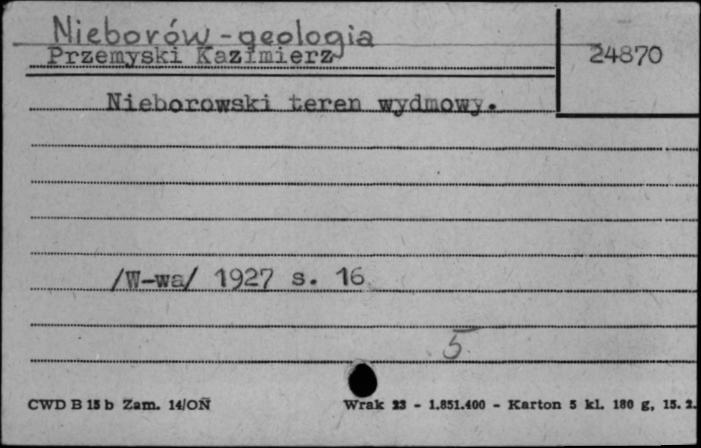 Nieborów - geologia
Przemyski Kazimierz
24870
Nieborowski teren wydmowy.
/W-wa/ 1927 s. 16
5
CWD B 15 b Zam. 14/OŃ
Wrak 23 - 1.851.400 - Karton 5 kl. 180 g, 15. 2.